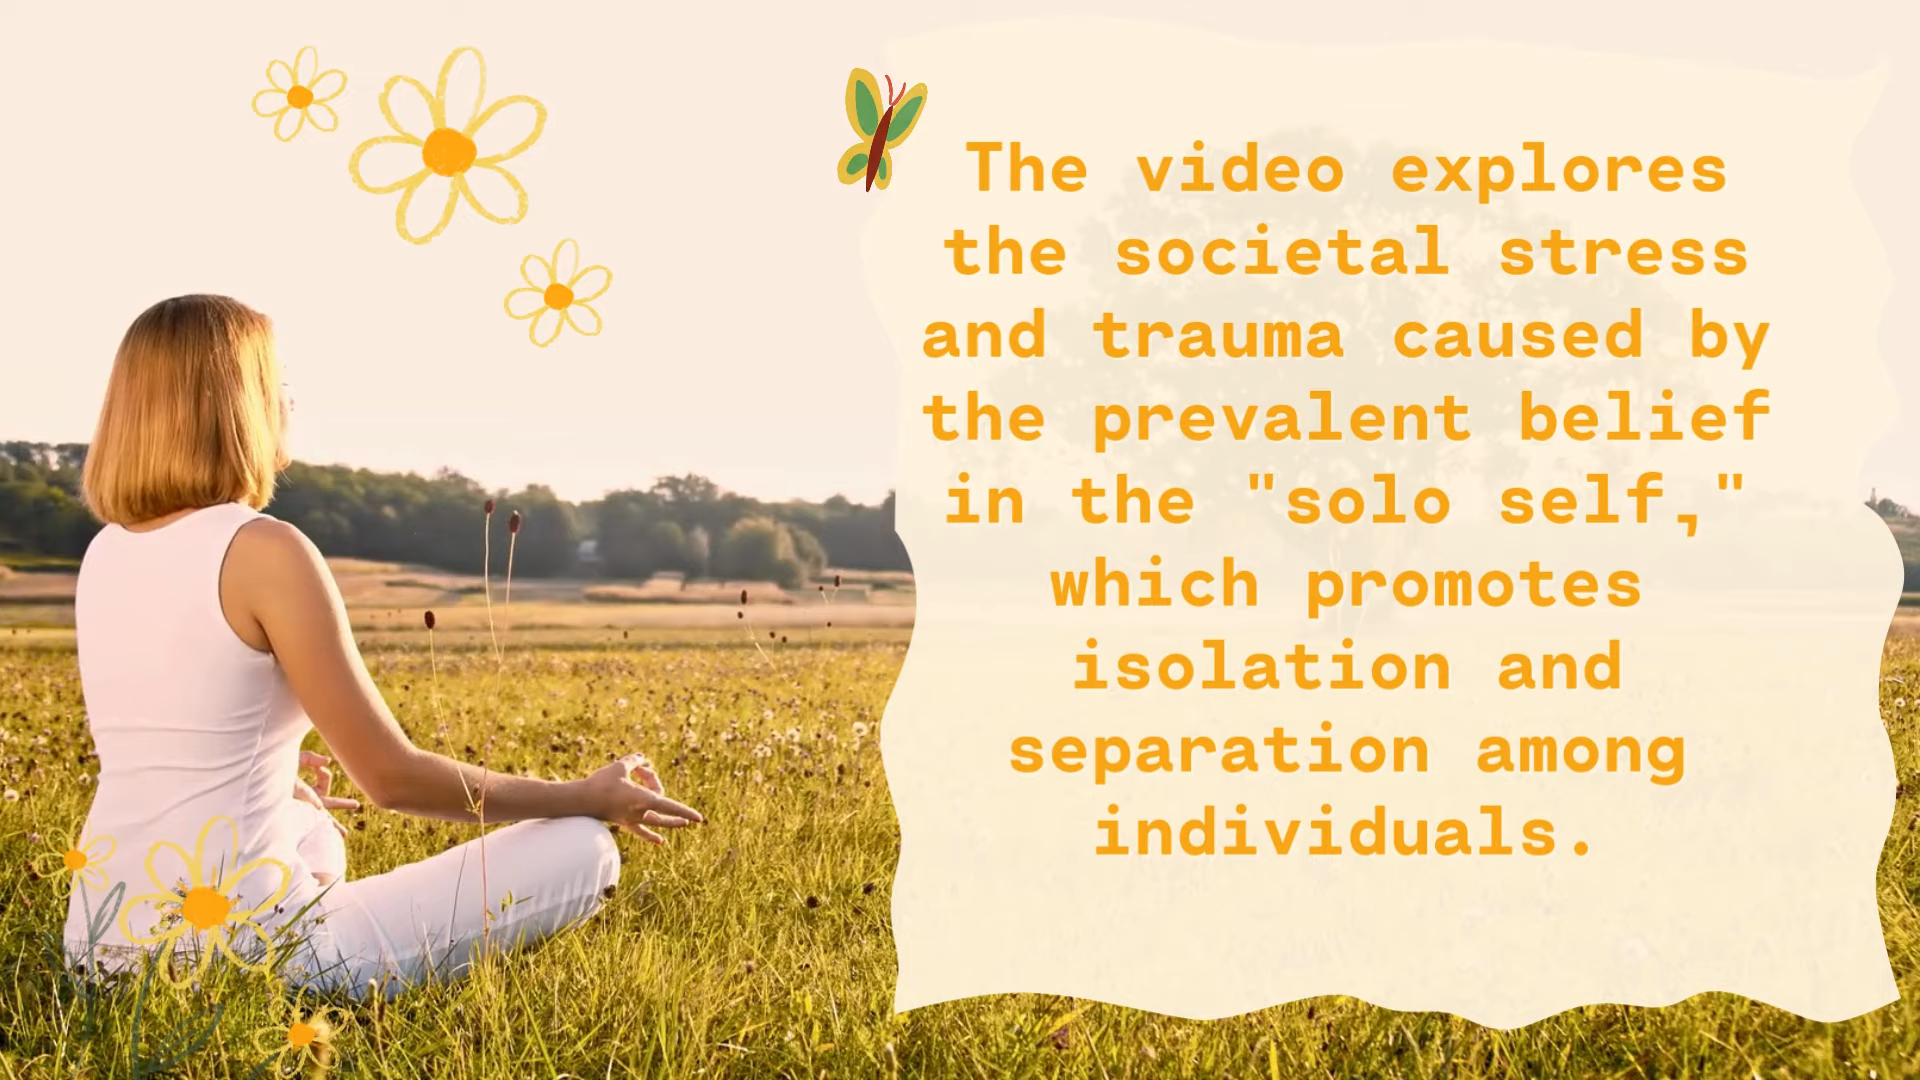 The video explores
the societal stress
and trauma caused by
the prevalent belief
in the "solo self,"
which promotes
isolation and
separation among
individuals.